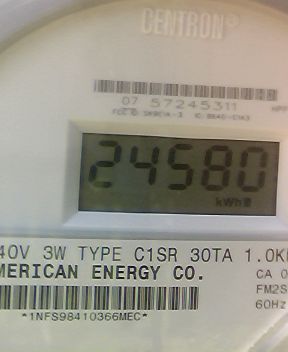 CENTRON®
07 57245311
24580
kWh
40V 3W TYPE C1SR 30TA 1.0K
MERICAN ENERGY CO.
CA 0
FM2S
60Hz
*1NFS98410366MEC*